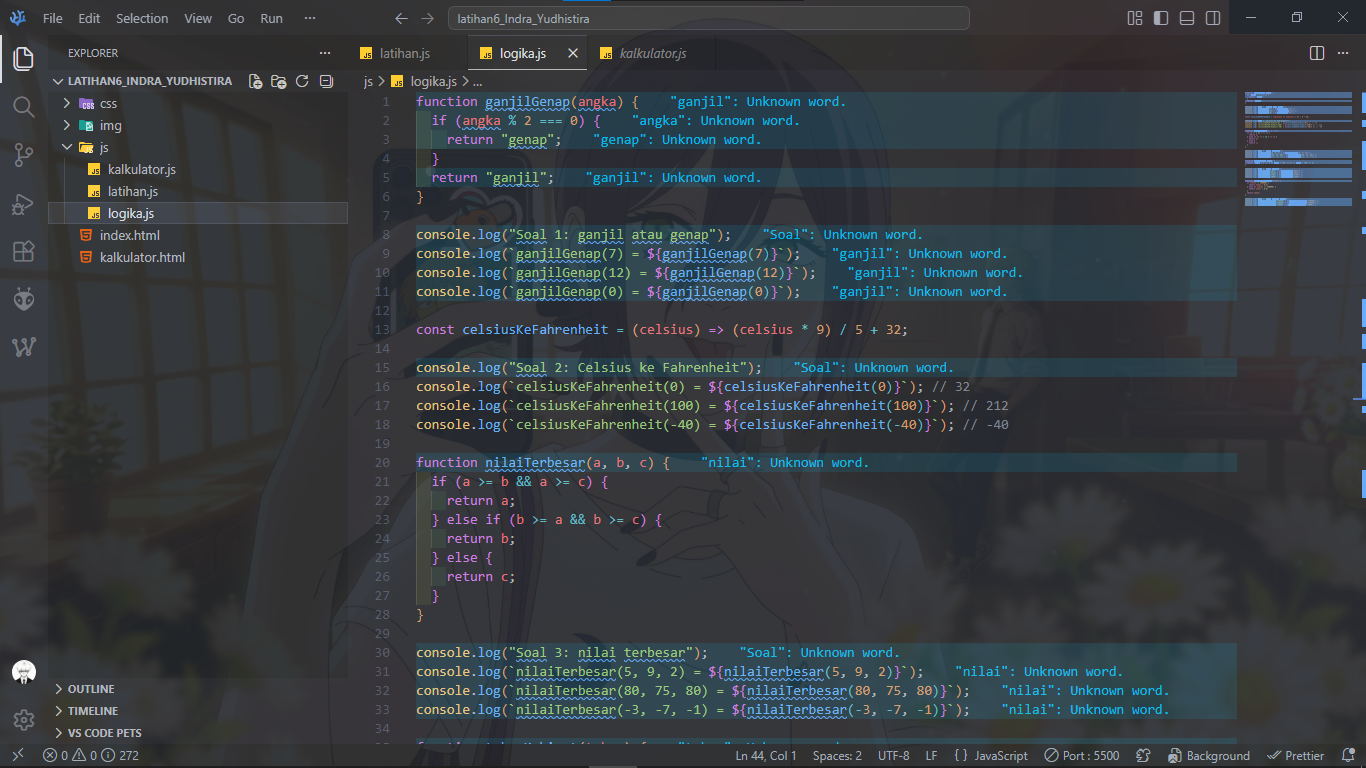 File Edit Selection View Go Run ··· latihan6_Indra_Yudhistira
EXPLORER ···
LATIHAN6_INDRA_YUDHISTIRA
css
img
js
kalkulator.js
latihan.js
logika.js
index.html
kalkulator.html
OUTLINE
TIMELINE
VS CODE PETS
latihan.js logika.js kalkulator.js
js > logika.js > ...
1 function ganjilGenap(angka) { "ganjil": Unknown word.
2 if (angka % 2 === 0) { "angka": Unknown word.
3 return "genap"; "genap": Unknown word.
4 }
5 return "ganjil"; "ganjil": Unknown word.
6 }
7
8 console.log("Soal 1: ganjil atau genap"); "Soal": Unknown word.
9 console.log(`ganjilGenap(7) = ${ganjilGenap(7)}`); "ganjil": Unknown word.
10 console.log(`ganjilGenap(12) = ${ganjilGenap(12)}`); "ganjil": Unknown word.
11 console.log(`ganjilGenap(0) = ${ganjilGenap(0)}`); "ganjil": Unknown word.
12
13 const celsiusKeFahrenheit = (celsius) => (celsius * 9) / 5 + 32;
14
15 console.log("Soal 2: Celsius ke Fahrenheit"); "Soal": Unknown word.
16 console.log(`celsiusKeFahrenheit(0) = ${celsiusKeFahrenheit(0)}`); // 32
17 console.log(`celsiusKeFahrenheit(100) = ${celsiusKeFahrenheit(100)}`); // 212
18 console.log(`celsiusKeFahrenheit(-40) = ${celsiusKeFahrenheit(-40)}`); // -40
19
20 function nilaiTerbesar(a, b, c) { "nilai": Unknown word.
21 if (a >= b && a >= c) {
22 return a;
23 } else if (b >= a && b >= c) {
24 return b;
25 } else {
26 return c;
27 }
28 }
29
30 console.log("Soal 3: nilai terbesar"); "Soal": Unknown word.
31 console.log(`nilaiTerbesar(5, 9, 2) = ${nilaiTerbesar(5, 9, 2)}`); "nilai": Unknown word.
32 console.log(`nilaiTerbesar(80, 75, 80) = ${nilaiTerbesar(80, 75, 80)}`); "nilai": Unknown word.
33 console.log(`nilaiTerbesar(-3, -7, -1) = ${nilaiTerbesar(-3, -7, -1)}`); "nilai": Unknown word.
34
0 0 272 Ln 44, Col 1 Spaces: 2 UTF-8 LF { } JavaScript Port : 5500 Background Prettier